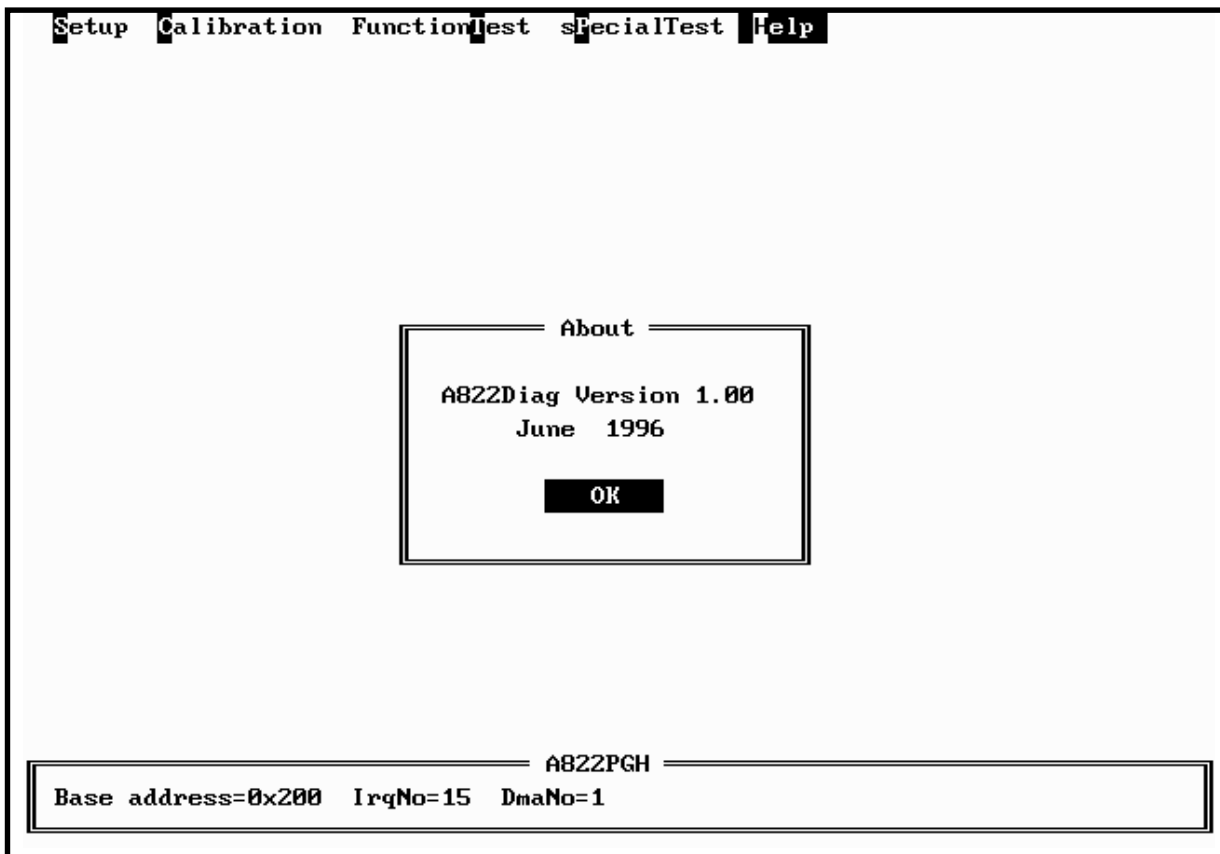 Setup Calibration FunctionTest sPecialTest Help
About
A822Diag Version 1.00
June 1996
OK
A822PGH
Base address=0x200 IrqNo=15 DmaNo=1